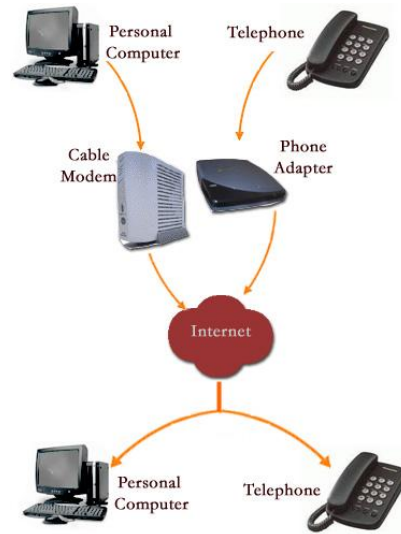 Personal
Computer
Telephone
Cable
Modem
Phone
Adapter
Internet
Personal
Computer
Telephone